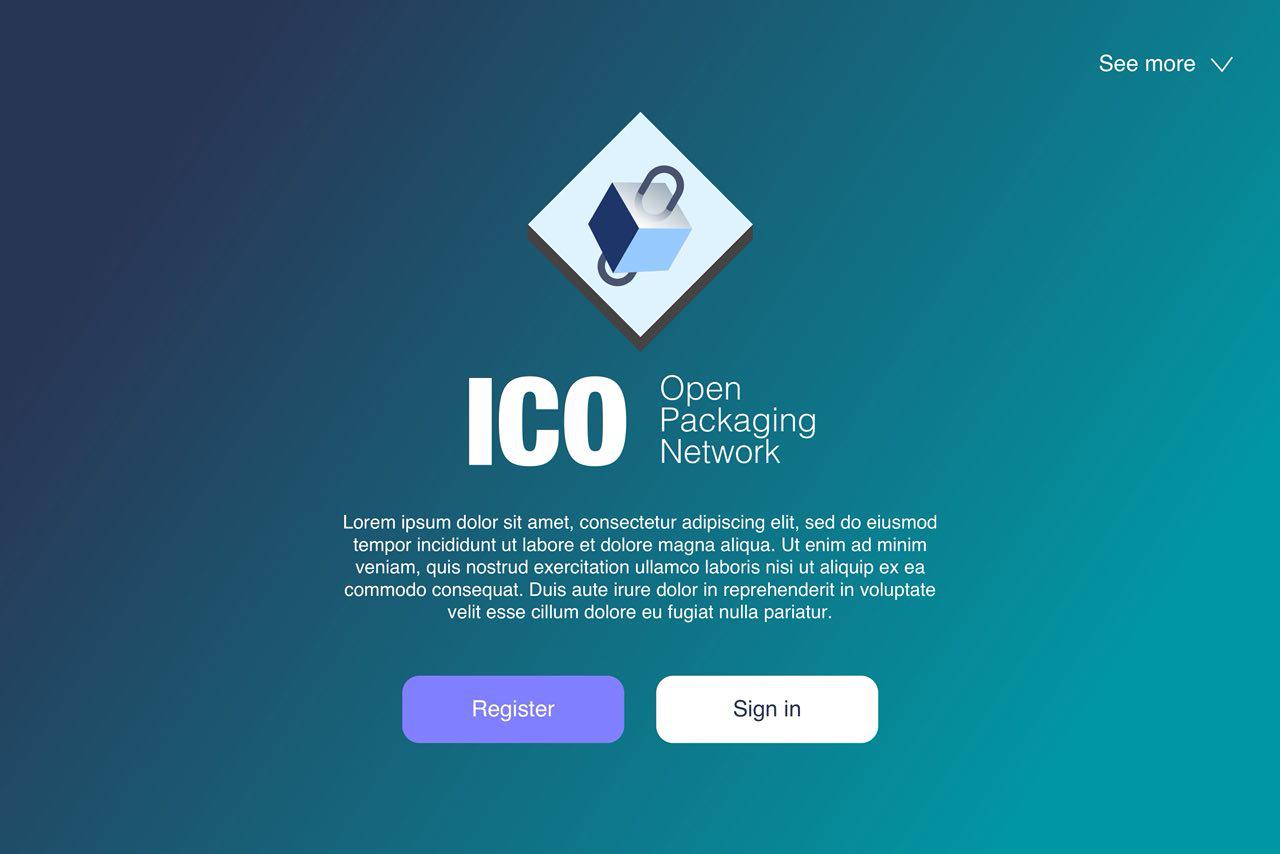 See more
ICO
Open
Packaging
Network
Lorem ipsum dolor sit amet, consectetur adipiscing elit, sed do eiusmod
tempor incididunt ut labore et dolore magna aliqua. Ut enim ad minim
veniam, quis nostrud exercitation ullamco laboris nisi ut aliquip ex ea
commodo consequat. Duis aute irure dolor in reprehenderit in voluptate
velit esse cillum dolore eu fugiat nulla pariatur.
Register
Sign in